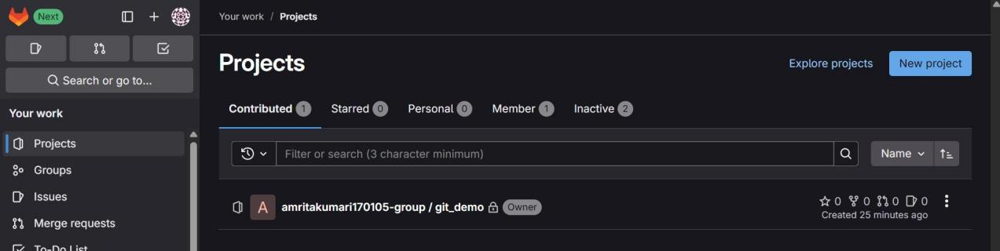 Next
Search or go to...
Your work
Projects
Groups
Issues
Merge requests
To-Do List
Your work / Projects
Projects
Explore projects
New project
Contributed 1
Starred 0
Personal 0
Member 1
Inactive 2
Filter or search (3 character minimum)
Name
A
amritakumari170105-group / git_demo
Owner
0 0 0 0
Created 25 minutes ago